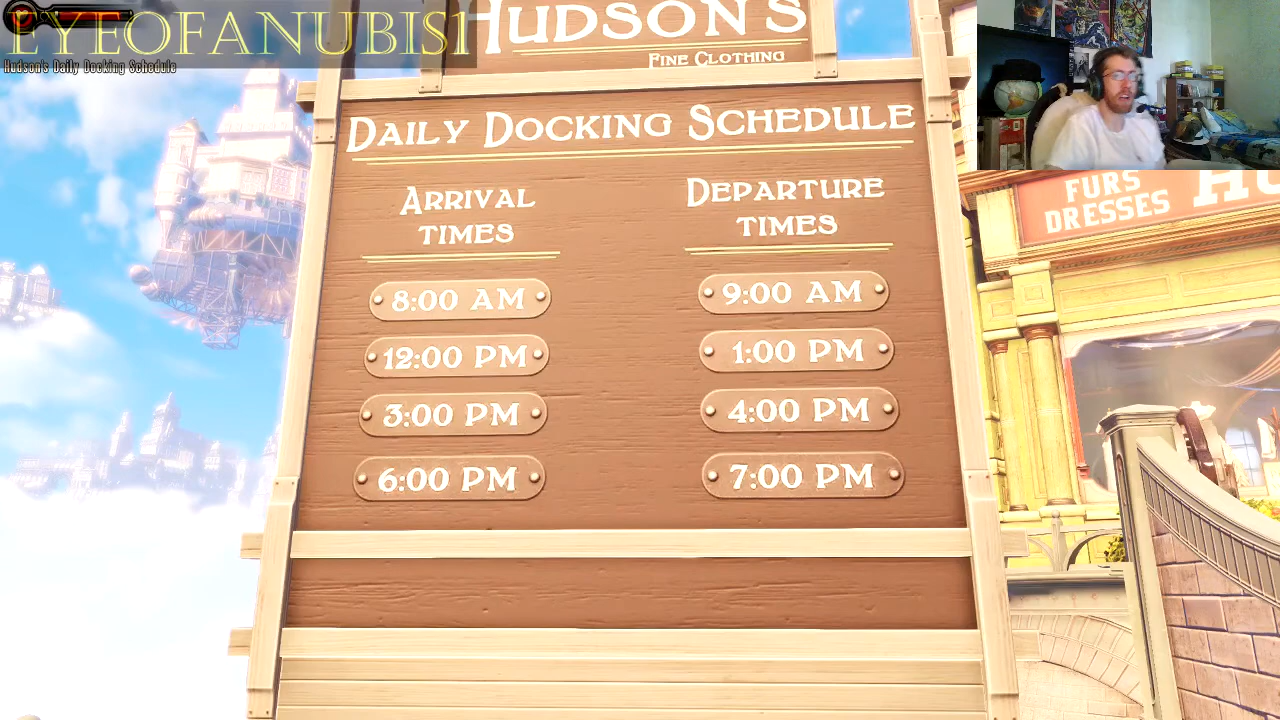 EYEOFANUBIS1
Hudson's Daily Docking Schedule
HUDSON'S
FINE CLOTHING
DAILY DOCKING SCHEDULE
ARRIVAL
TIMES
DEPARTURE
TIMES
8:00 AM
9:00 AM
12:00 PM
1:00 PM
3:00 PM
4:00 PM
6:00 PM
7:00 PM
FURS
DRESSES